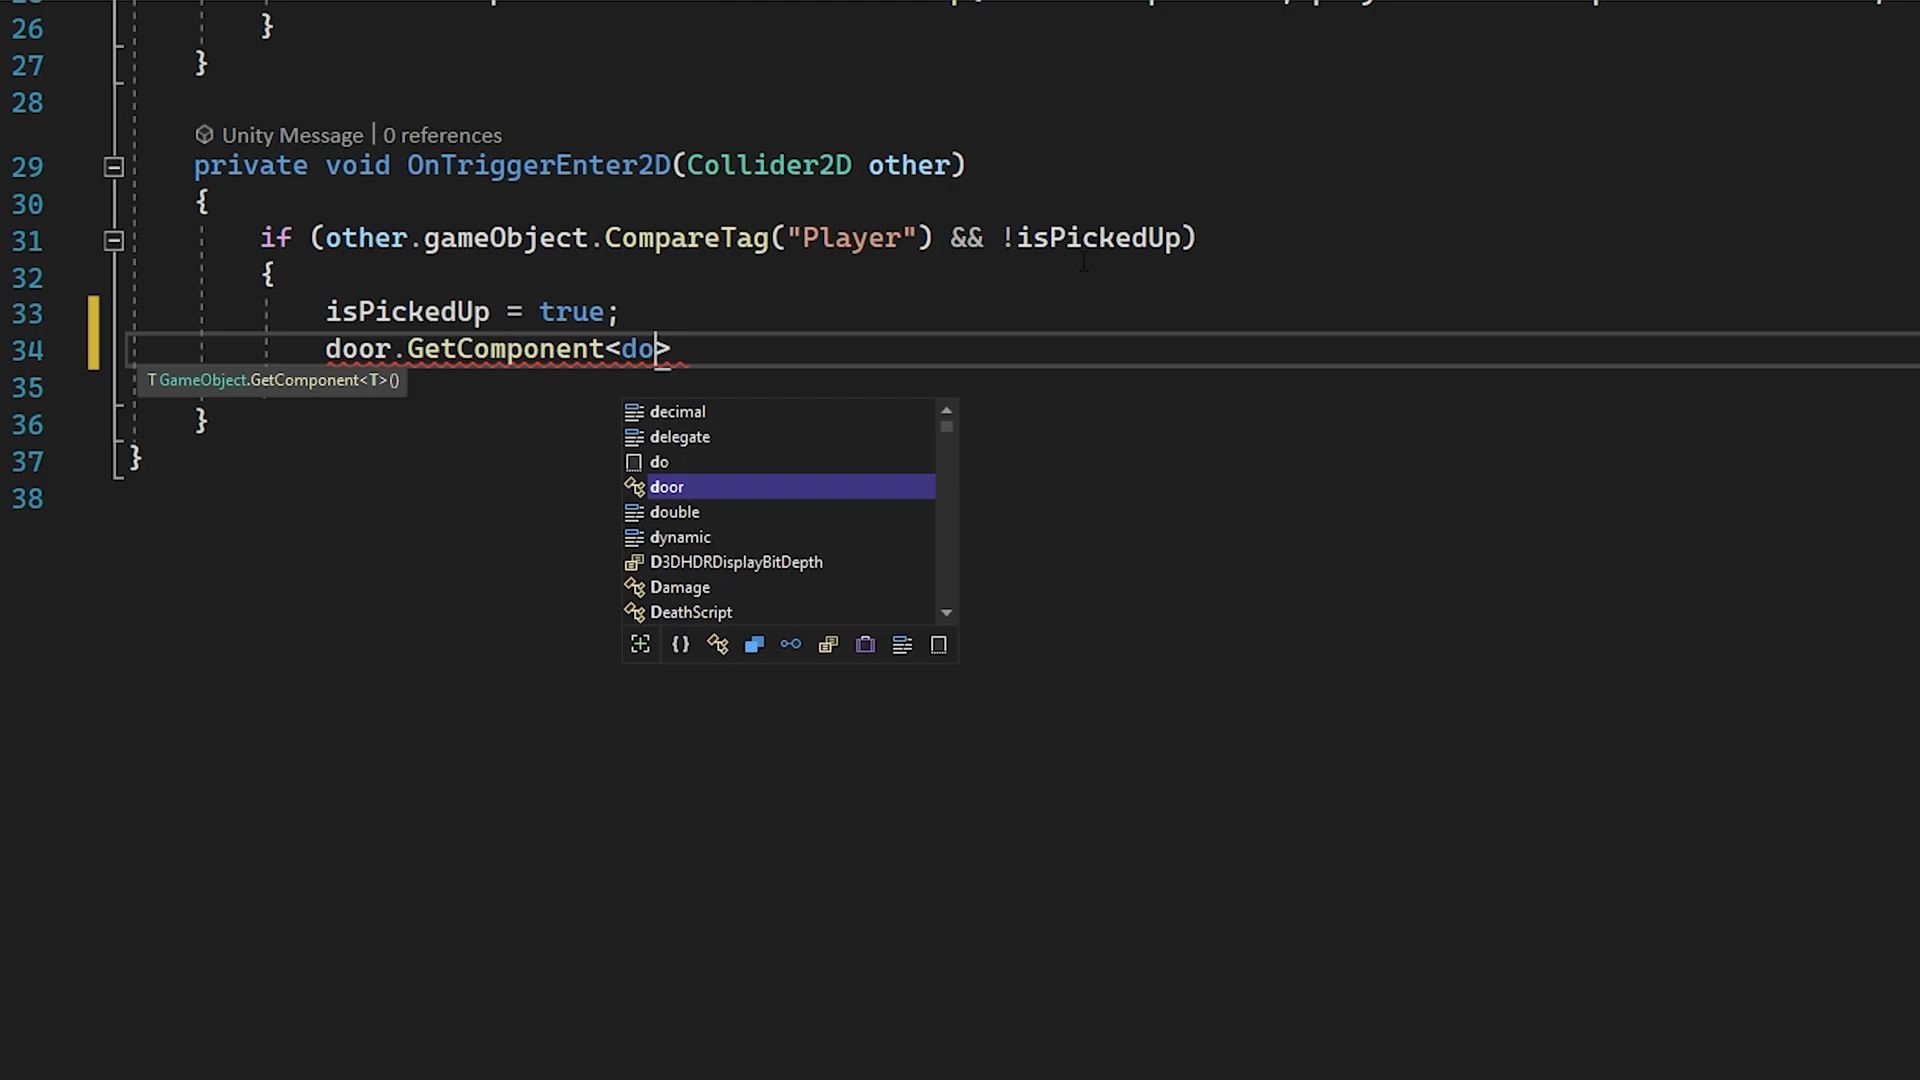 26 }
27 }
28
Unity Message | 0 references
29 private void OnTriggerEnter2D(Collider2D other)
30 {
31 if (other.gameObject.CompareTag("Player") && !isPickedUp)
32 {
33 isPickedUp = true;
34 door.GetComponent<do>
T GameObject.GetComponent<T>()
35
36 }
37 }
38
decimal
delegate
do
door
double
dynamic
D3DHDRDisplayBitDepth
Damage
DeathScript